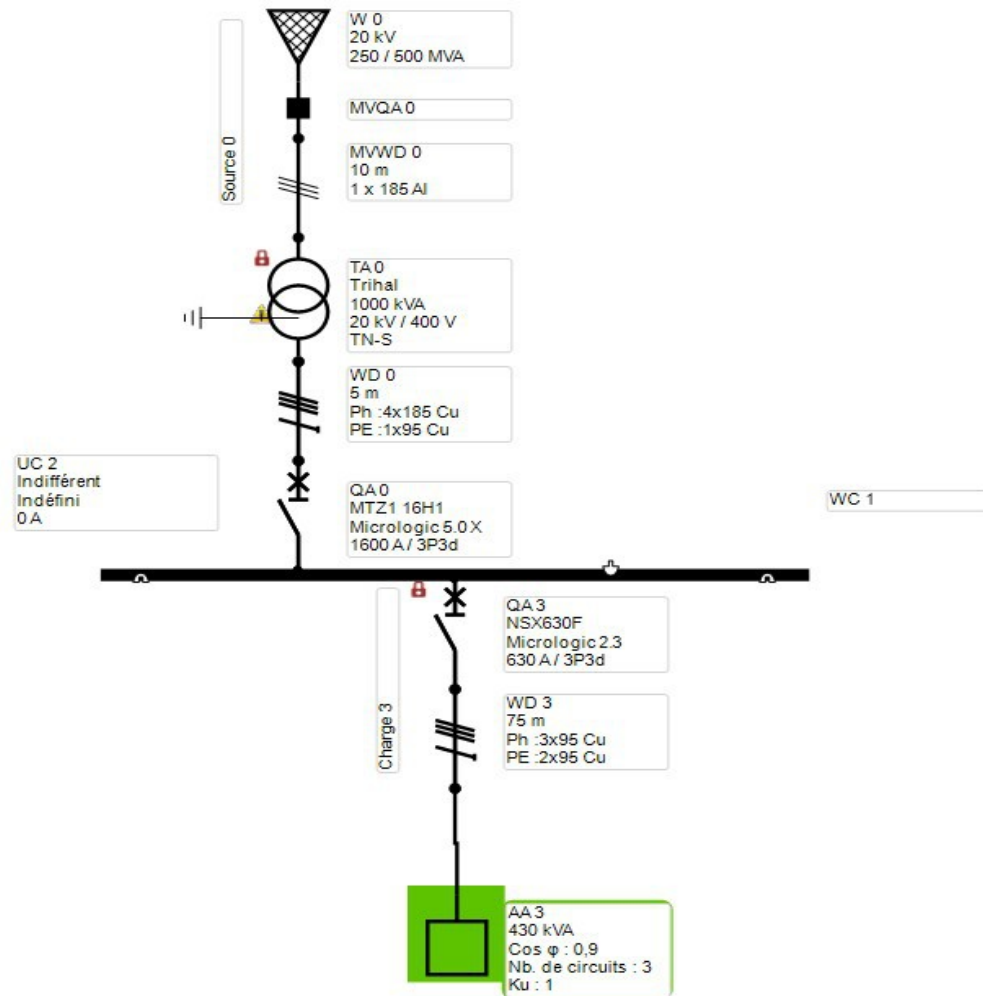 W 0
20 kV
250 / 500 MVA
Source 0
MVQA 0
MVWD 0
10 m
1 x 185 Al
TA 0
Trihal
1000 kVA
20 kV / 400 V
TN-S
WD 0
5 m
Ph :4x185 Cu
PE :1x95 Cu
UC 2
Indifférent
Indéfini
0 A
QA 0
MTZ1 16H1
Micrologic 5.0 X
1600 A / 3P3d
WC 1
Charge 3
QA 3
NSX630F
Micrologic 2.3
630 A / 3P3d
WD 3
75 m
Ph :3x95 Cu
PE :2x95 Cu
AA 3
430 kVA
Cos φ : 0,9
Nb. de circuits : 3
Ku : 1